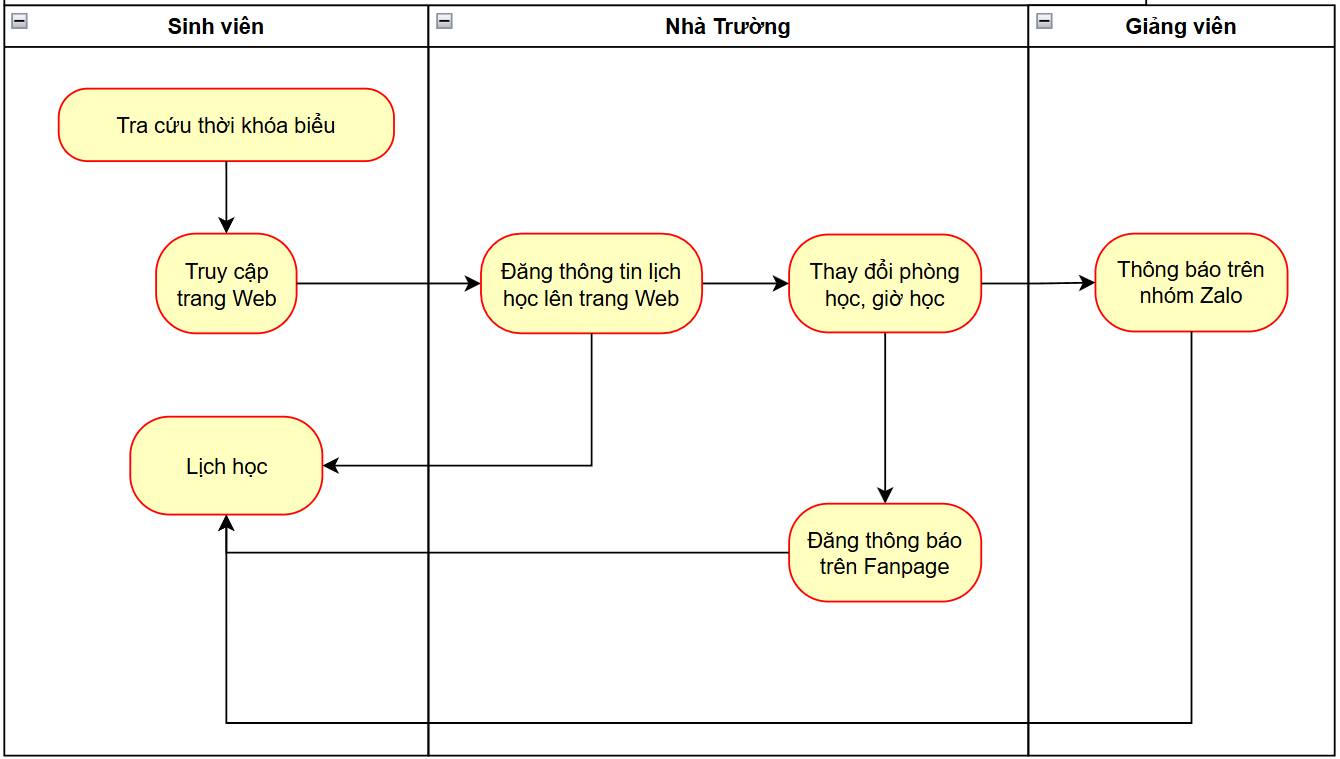 Sinh viên
Nhà Trường
Giảng viên
Tra cứu thời khóa biểu
Truy cập
trang Web
Đăng thông tin lịch
học lên trang Web
Thay đổi phòng
học, giờ học
Thông báo trên
nhóm Zalo
Lịch học
Đăng thông báo
trên Fanpage